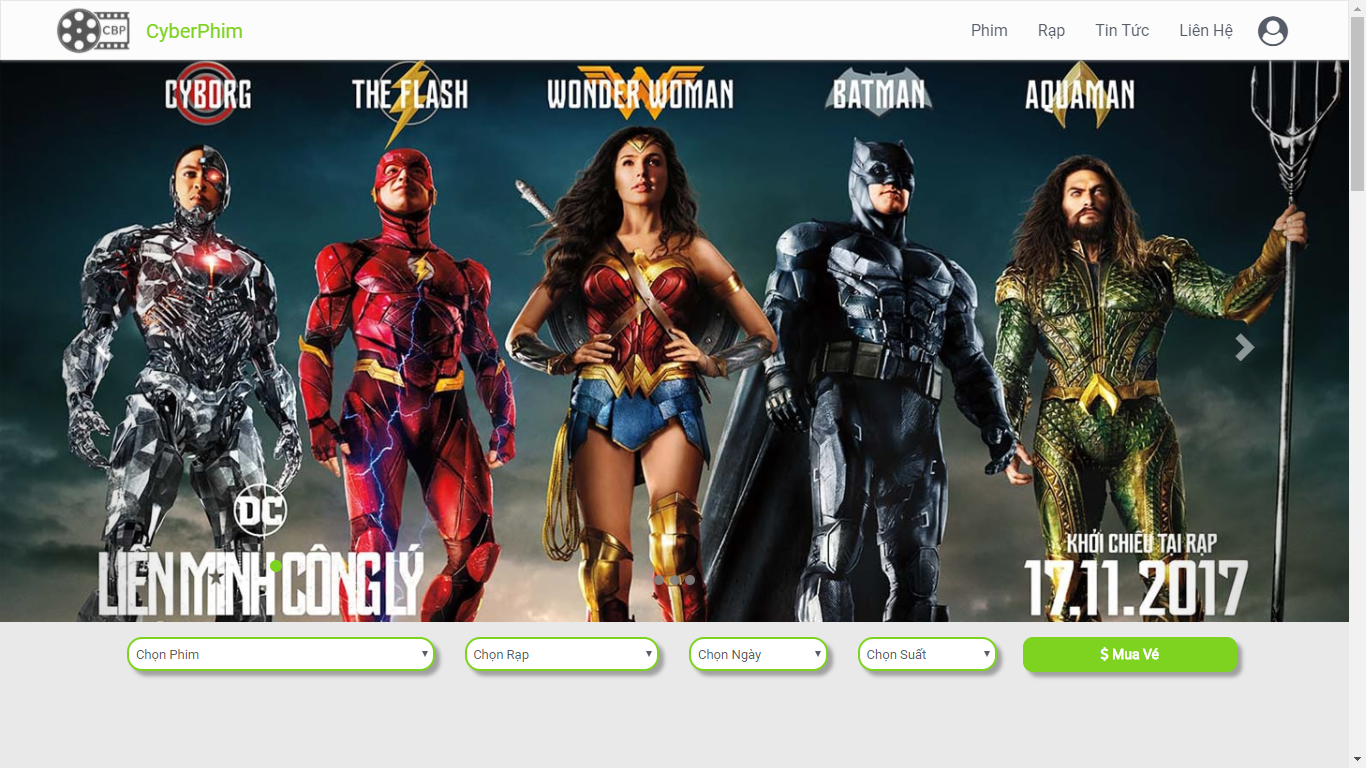 CBP
CyberPhim
Phim
Rạp
Tin Tức
Liên Hệ
CYBORG
THE FLASH
WONDER WOMAN
BATMAN
AQUAMAN
DC
LIÊN MINH CÔNG LÝ
KHỞI CHIẾU TẠI RẠP
17.11.2017
Chọn Phim
Chọn Rạp
Chọn Ngày
Chọn Suất
$ Mua Vé